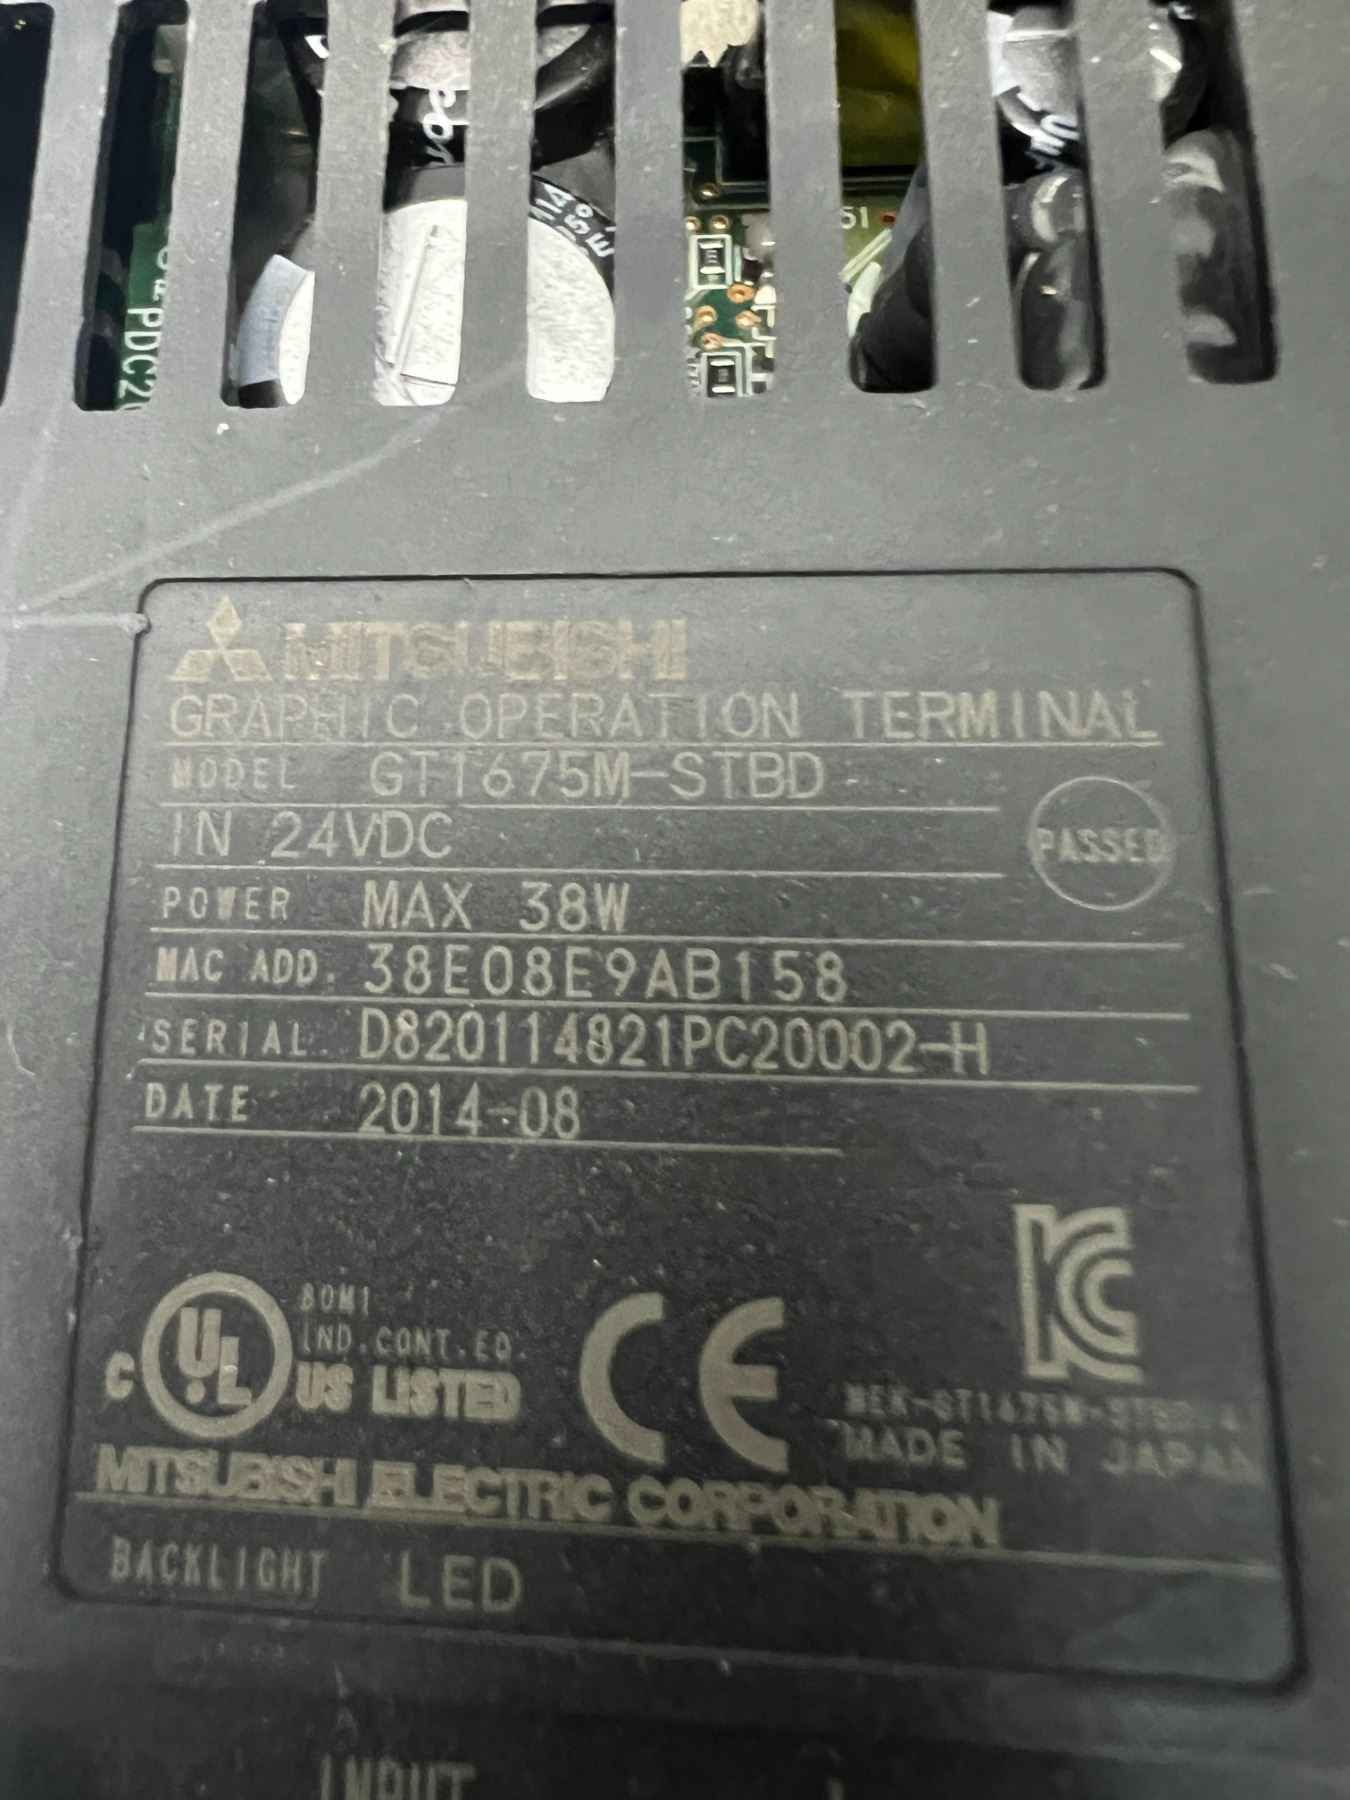 51
PDC2
MITSUBISHI
GRAPHIC OPERATION TERMINAL
MODEL GT1675M-STBD
IN 24VDC
PASSED
POWER MAX 38W
MAC ADD. 38E08E9AB158
SERIAL D820114821PC20002-H
DATE 2014-08
80M1
IND.CONT.EQ.
C UL US LISTED
CE
MADE IN JAPAN
MITSUBISHI ELECTRIC CORPORATION
BACKLIGHT LED
INPUT